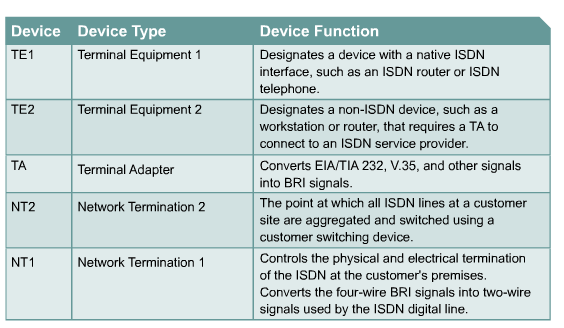 Device Device Type Device Function
TE1 Terminal Equipment 1 Designates a device with a native ISDN
interface, such as an ISDN router or ISDN
telephone.
TE2 Terminal Equipment 2 Designates a non-ISDN device, such as a
workstation or router, that requires a TA to
connect to an ISDN service provider.
TA Terminal Adapter Converts EIA/TIA 232, V.35, and other signals
into BRI signals.
NT2 Network Termination 2 The point at which all ISDN lines at a customer
site are aggregated and switched using a
customer switching device.
NT1 Network Termination 1 Controls the physical and electrical termination
of the ISDN at the customer's premises.
Converts the four-wire BRI signals into two-wire
signals used by the ISDN digital line.